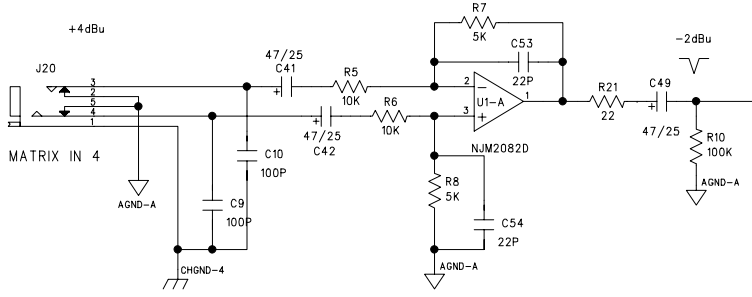 +4dBu
J20
3
2
5
4
1
MATRIX IN 4
AGND-A
CHGND-4
C9
100P
C10
100P
47/25
C41
+
+
47/25
C42
R5
10K
R6
10K
R7
5K
C53
22P
2
-
U1-A
1
3
+
NJM2082D
R8
5K
C54
22P
AGND-A
R21
22
C49
+
47/25
-2dBu
R10
100K
AGND-A